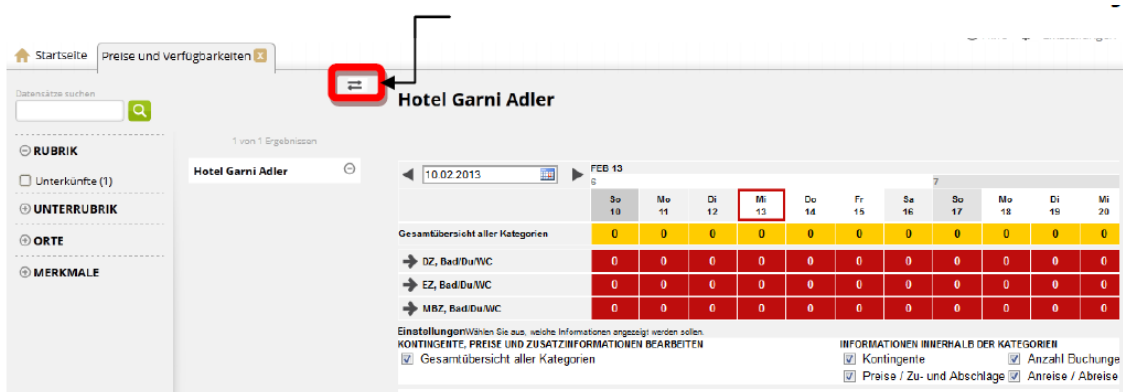 Startseite Preise und Verfügbarkeiten
Datensätze suchen
Hotel Garni Adler
1 von 1 Ergebnissen
RUBRIK
Hotel Garni Adler
Unterkünfte (1)
UNTERRUBRIK
ORTE
MERKMALE
10.02.2013
FEB 13
6 7
So Mo Di Mi Do Fr Sa So Mo Di Mi
10 11 12 13 14 15 16 17 18 19 20
Gesamtübersicht aller Kategorien 0 0 0 0 0 0 0 0 0 0 0
DZ, Bad/Du/WC 0 0 0 0 0 0 0 0 0 0 0
EZ, Bad/Du/WC 0 0 0 0 0 0 0 0 0 0 0
MBZ, Bad/Du/WC 0 0 0 0 0 0 0 0 0 0 0
Einstellungen Wählen Sie aus, welche Informationen angezeigt werden sollen.
KONTINGENTE, PREISE UND ZUSATZINFORMATIONEN BEARBEITEN INFORMATIONEN INNERHALB DER KATEGORIEN
Gesamtübersicht aller Kategorien Kontingente Anzahl Buchunge
Preise / Zu- und Abschläge Anreise / Abreise